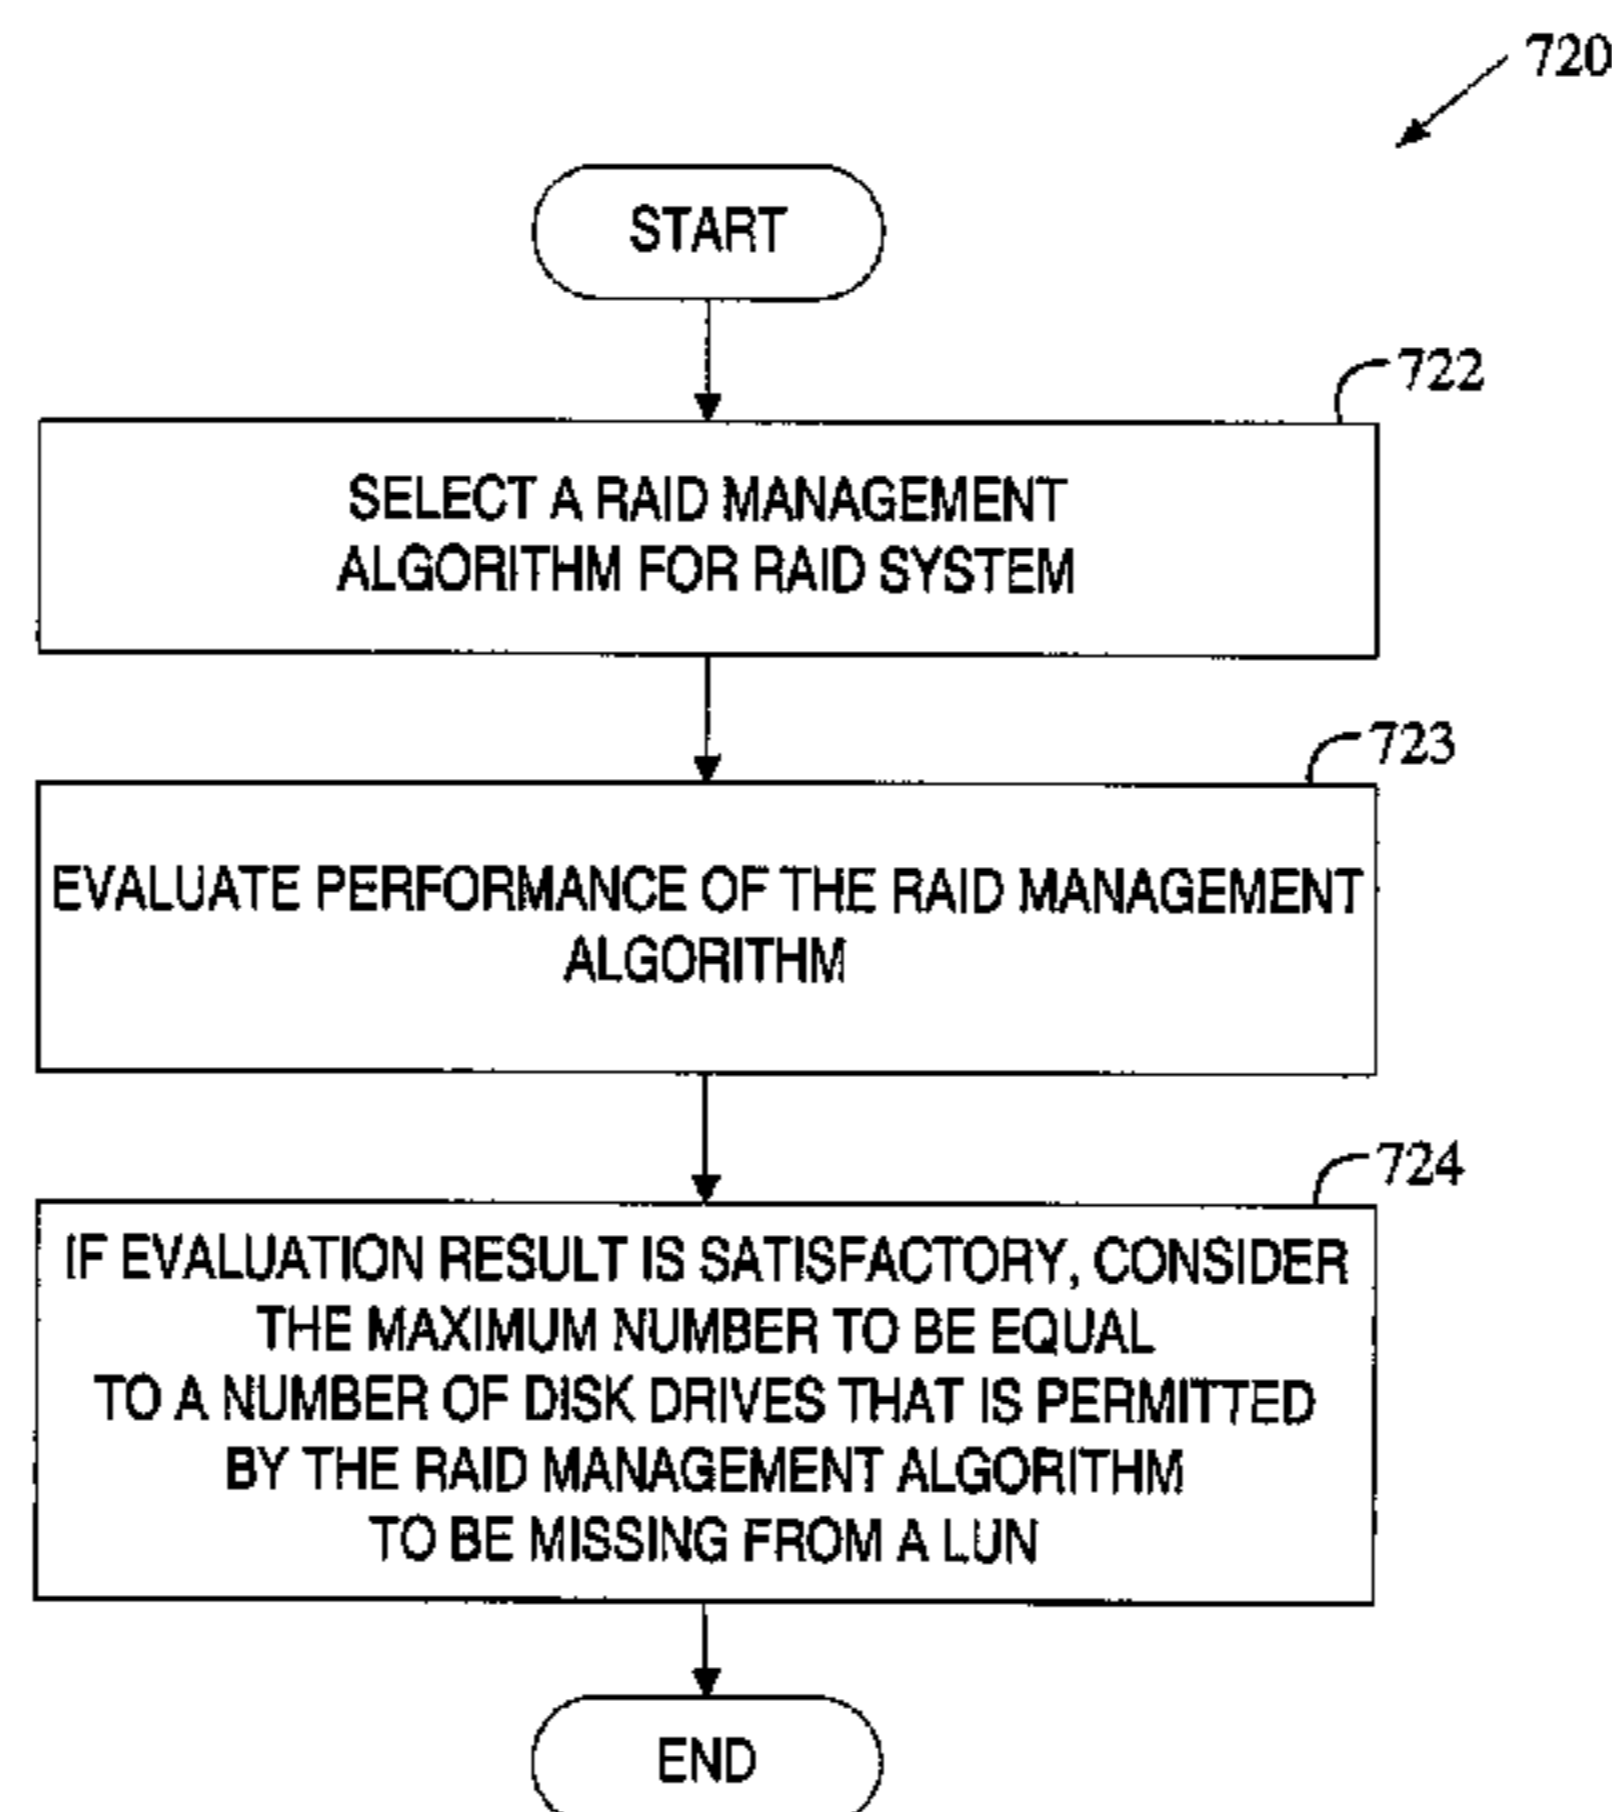 720
START
722
SELECT A RAID MANAGEMENT
ALGORITHM FOR RAID SYSTEM
723
EVALUATE PERFORMANCE OF THE RAID MANAGEMENT
ALGORITHM
724
IF EVALUATION RESULT IS SATISFACTORY, CONSIDER
THE MAXIMUM NUMBER TO BE EQUAL
TO A NUMBER OF DISK DRIVES THAT IS PERMITTED
BY THE RAID MANAGEMENT ALGORITHM
TO BE MISSING FROM A LUN
END